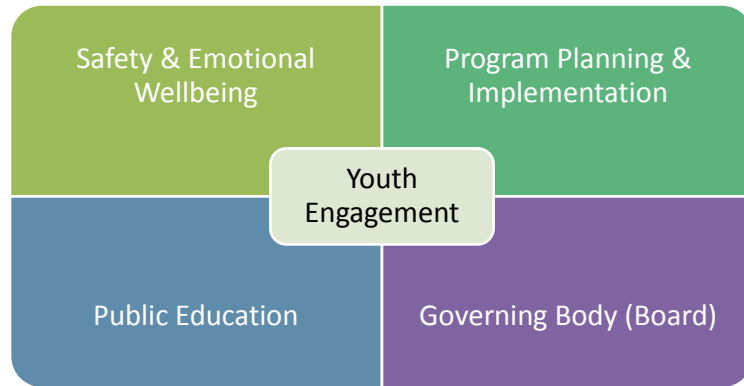 Safety & Emotional
Wellbeing
Program Planning &
Implementation
Youth
Engagement
Public Education
Governing Body (Board)